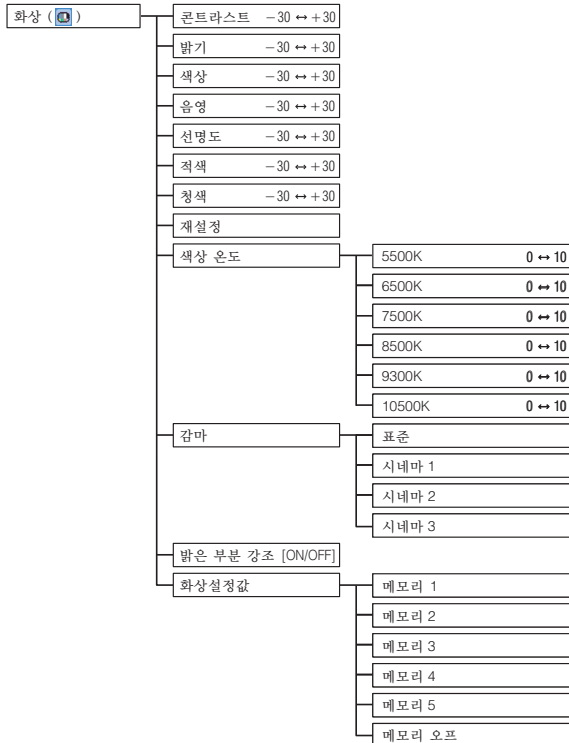 화상 ( )
콘트라스트 －30 ↔ ＋30
밝기 －30 ↔ ＋30
색상 －30 ↔ ＋30
음영 －30 ↔ ＋30
선명도 －30 ↔ ＋30
적색 －30 ↔ ＋30
청색 －30 ↔ ＋30
재설정
색상 온도
5500K 0 ↔ 10
6500K 0 ↔ 10
7500K 0 ↔ 10
8500K 0 ↔ 10
9300K 0 ↔ 10
10500K 0 ↔ 10
감마
표준
시네마 1
시네마 2
시네마 3
밝은 부분 강조 [ON/OFF]
화상설정값
메모리 1
메모리 2
메모리 3
메모리 4
메모리 5
메모리 오프